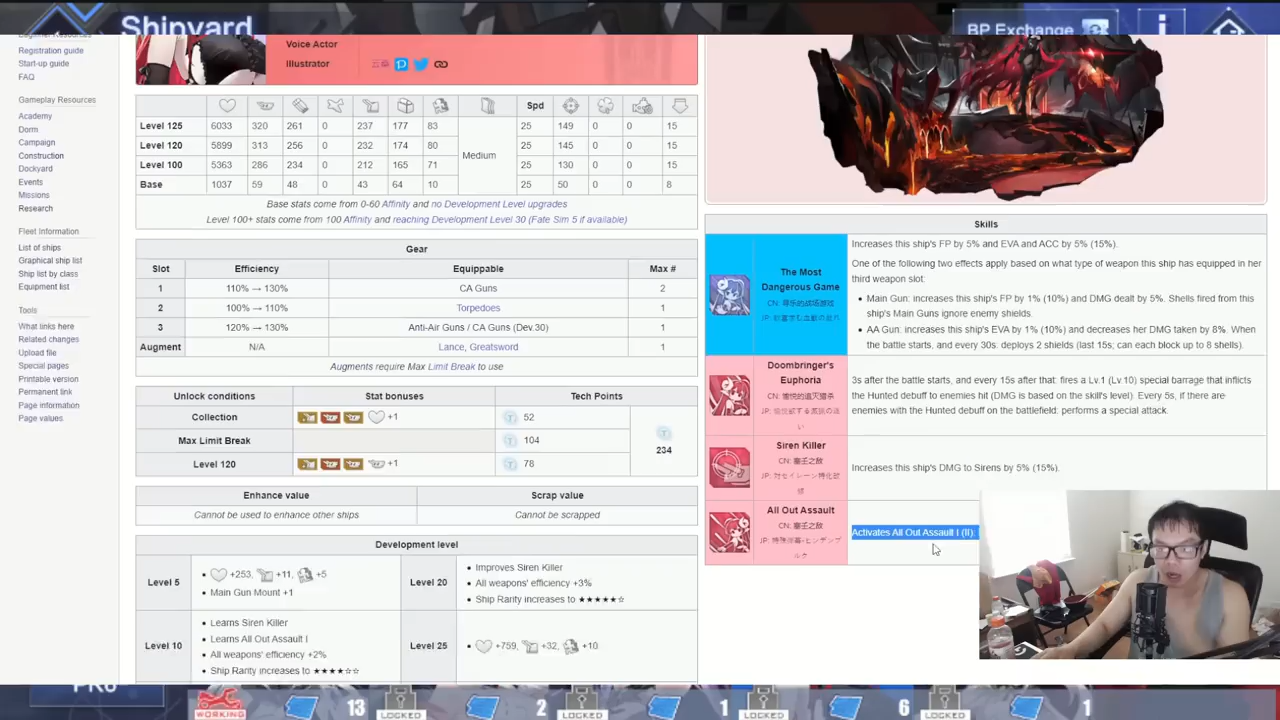 Shipyard
BP Exchange
Registration guide
Start-up guide
FAQ
Gameplay Resources
Academy
Dorm
Campaign
Construction
Dockyard
Events
Missions
Research
Fleet Information
List of ships
Graphical ship list
Ship list by class
Equipment list
Tools
What links here
Related changes
Upload file
Special pages
Printable version
Permanent link
Page information
Page values
Voice Actor
Illustrator
Spd
Level 125 6033 320 261 0 237 177 83 25 149 0 0 15
Level 120 5899 313 256 0 232 174 80 25 145 0 0 15
Medium
Level 100 5363 286 234 0 212 165 71 25 130 0 0 15
Base 1037 59 48 0 43 64 10 25 50 0 0 8
Base stats come from 0-60 Affinity and no Development Level upgrades
Level 100+ stats come from 100 Affinity and reaching Development Level 30 (Fate Sim 5 if available)
Gear
Slot Efficiency Equippable Max #
1 110% → 130% CA Guns 2
2 100% → 110% Torpedoes 1
3 120% → 130% Anti-Air Guns / CA Guns (Dev.30) 1
Augment N/A Lance, Greatsword 1
Augments require Max Limit Break to use
Unlock conditions Stat bonuses Tech Points
Collection +1 52
Max Limit Break 104
234
Level 120 +1 78
Enhance value Scrap value
Cannot be used to enhance other ships Cannot be scrapped
Development level
Level 5
+253, +11, +5
Main Gun Mount +1
Level 20
Improves Siren Killer
All weapons' efficiency +3%
Ship Rarity increases to ★★★★★☆
Level 10
Learns Siren Killer
Learns All Out Assault I
All weapons' efficiency +2%
Ship Rarity increases to ★★★★☆☆
Level 25
+759, +32, +10
Skills
The Most
Dangerous Game
Increases this ship's FP by 5% and EVA and ACC by 5% (15%).
One of the following two effects apply based on what type of weapon this ship has equipped in her
third weapon slot:
Main Gun: increases this ship's FP by 1% (10%) and DMG dealt by 5%. Shells fired from this
ship's Main Guns ignore enemy shields.
AA Gun: increases this ship's EVA by 1% (10%) and decreases her DMG taken by 8%. When
the battle starts, and every 30s: deploys 2 shields (last 15s; can each block up to 8 shells).
Doombringer's
Euphoria
3s after the battle starts, and every 15s after that: fires a Lv.1 (Lv.10) special barrage that inflicts
the Hunted debuff to enemies hit (DMG is based on the skill's level). Every 5s, if there are
enemies with the Hunted debuff on the battlefield: performs a special attack.
Siren Killer
CN: 塞壬之敌
Increases this ship's DMG to Sirens by 5% (15%).
All Out Assault
CN: 塞壬之敌
Activates All Out Assault I (II):
WORKING
13
LOCKED
2
LOCKED
1
LOCKED
6
LOCKED
1